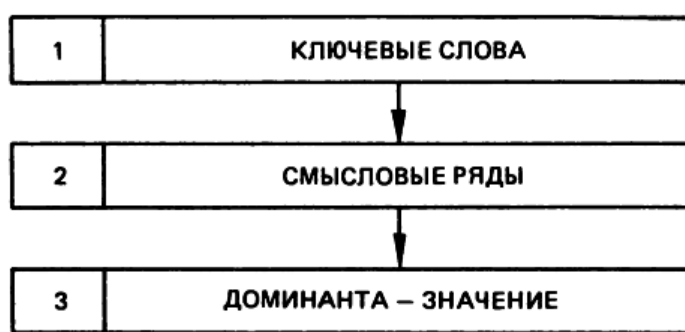 1 КЛЮЧЕВЫЕ СЛОВА
2 СМЫСЛОВЫЕ РЯДЫ
3 ДОМИНАНТА – ЗНАЧЕНИЕ